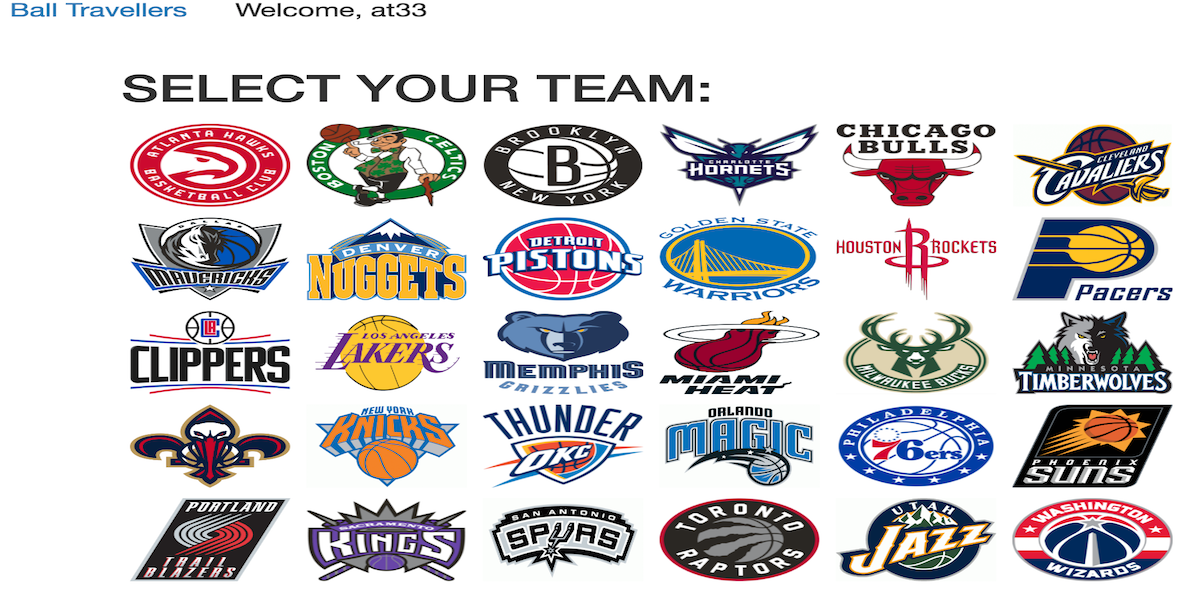 Ball Travellers Welcome, at33
SELECT YOUR TEAM:
ATLANTA HAWKS
BASKETBALL CLUB
BOSTON CELTICS
BROOKLYN
B
NEW YORK
CHARLOTTE
HORNETS
CHICAGO
BULLS
CLEVELAND
CAVALIERS
DALLAS
MAVERICKS
DENVER
NUGGETS
DETROIT
PISTONS
GOLDEN STATE
WARRIORS
HOUSTON R ROCKETS
P
Pacers
LAC
CLIPPERS
LOS ANGELES
LAKERS
MEMPHIS
GRIZZLIES
MIAMI
HEAT
MILWAUKEE BUCKS
MINNESOTA
TIMBERWOLVES
NEW YORK
KNICKS
THUNDER
OKC
ORLANDO
MAGIC
PHILADELPHIA
76ers
PHOENIX
SUNS
PORTLAND
TRAIL
BLAZERS
SACRAMENTO
KINGS
SAN ANTONIO
SPURS
TORONTO
RAPTORS
UTAH
JAZZ
WASHINGTON
WIZARDS